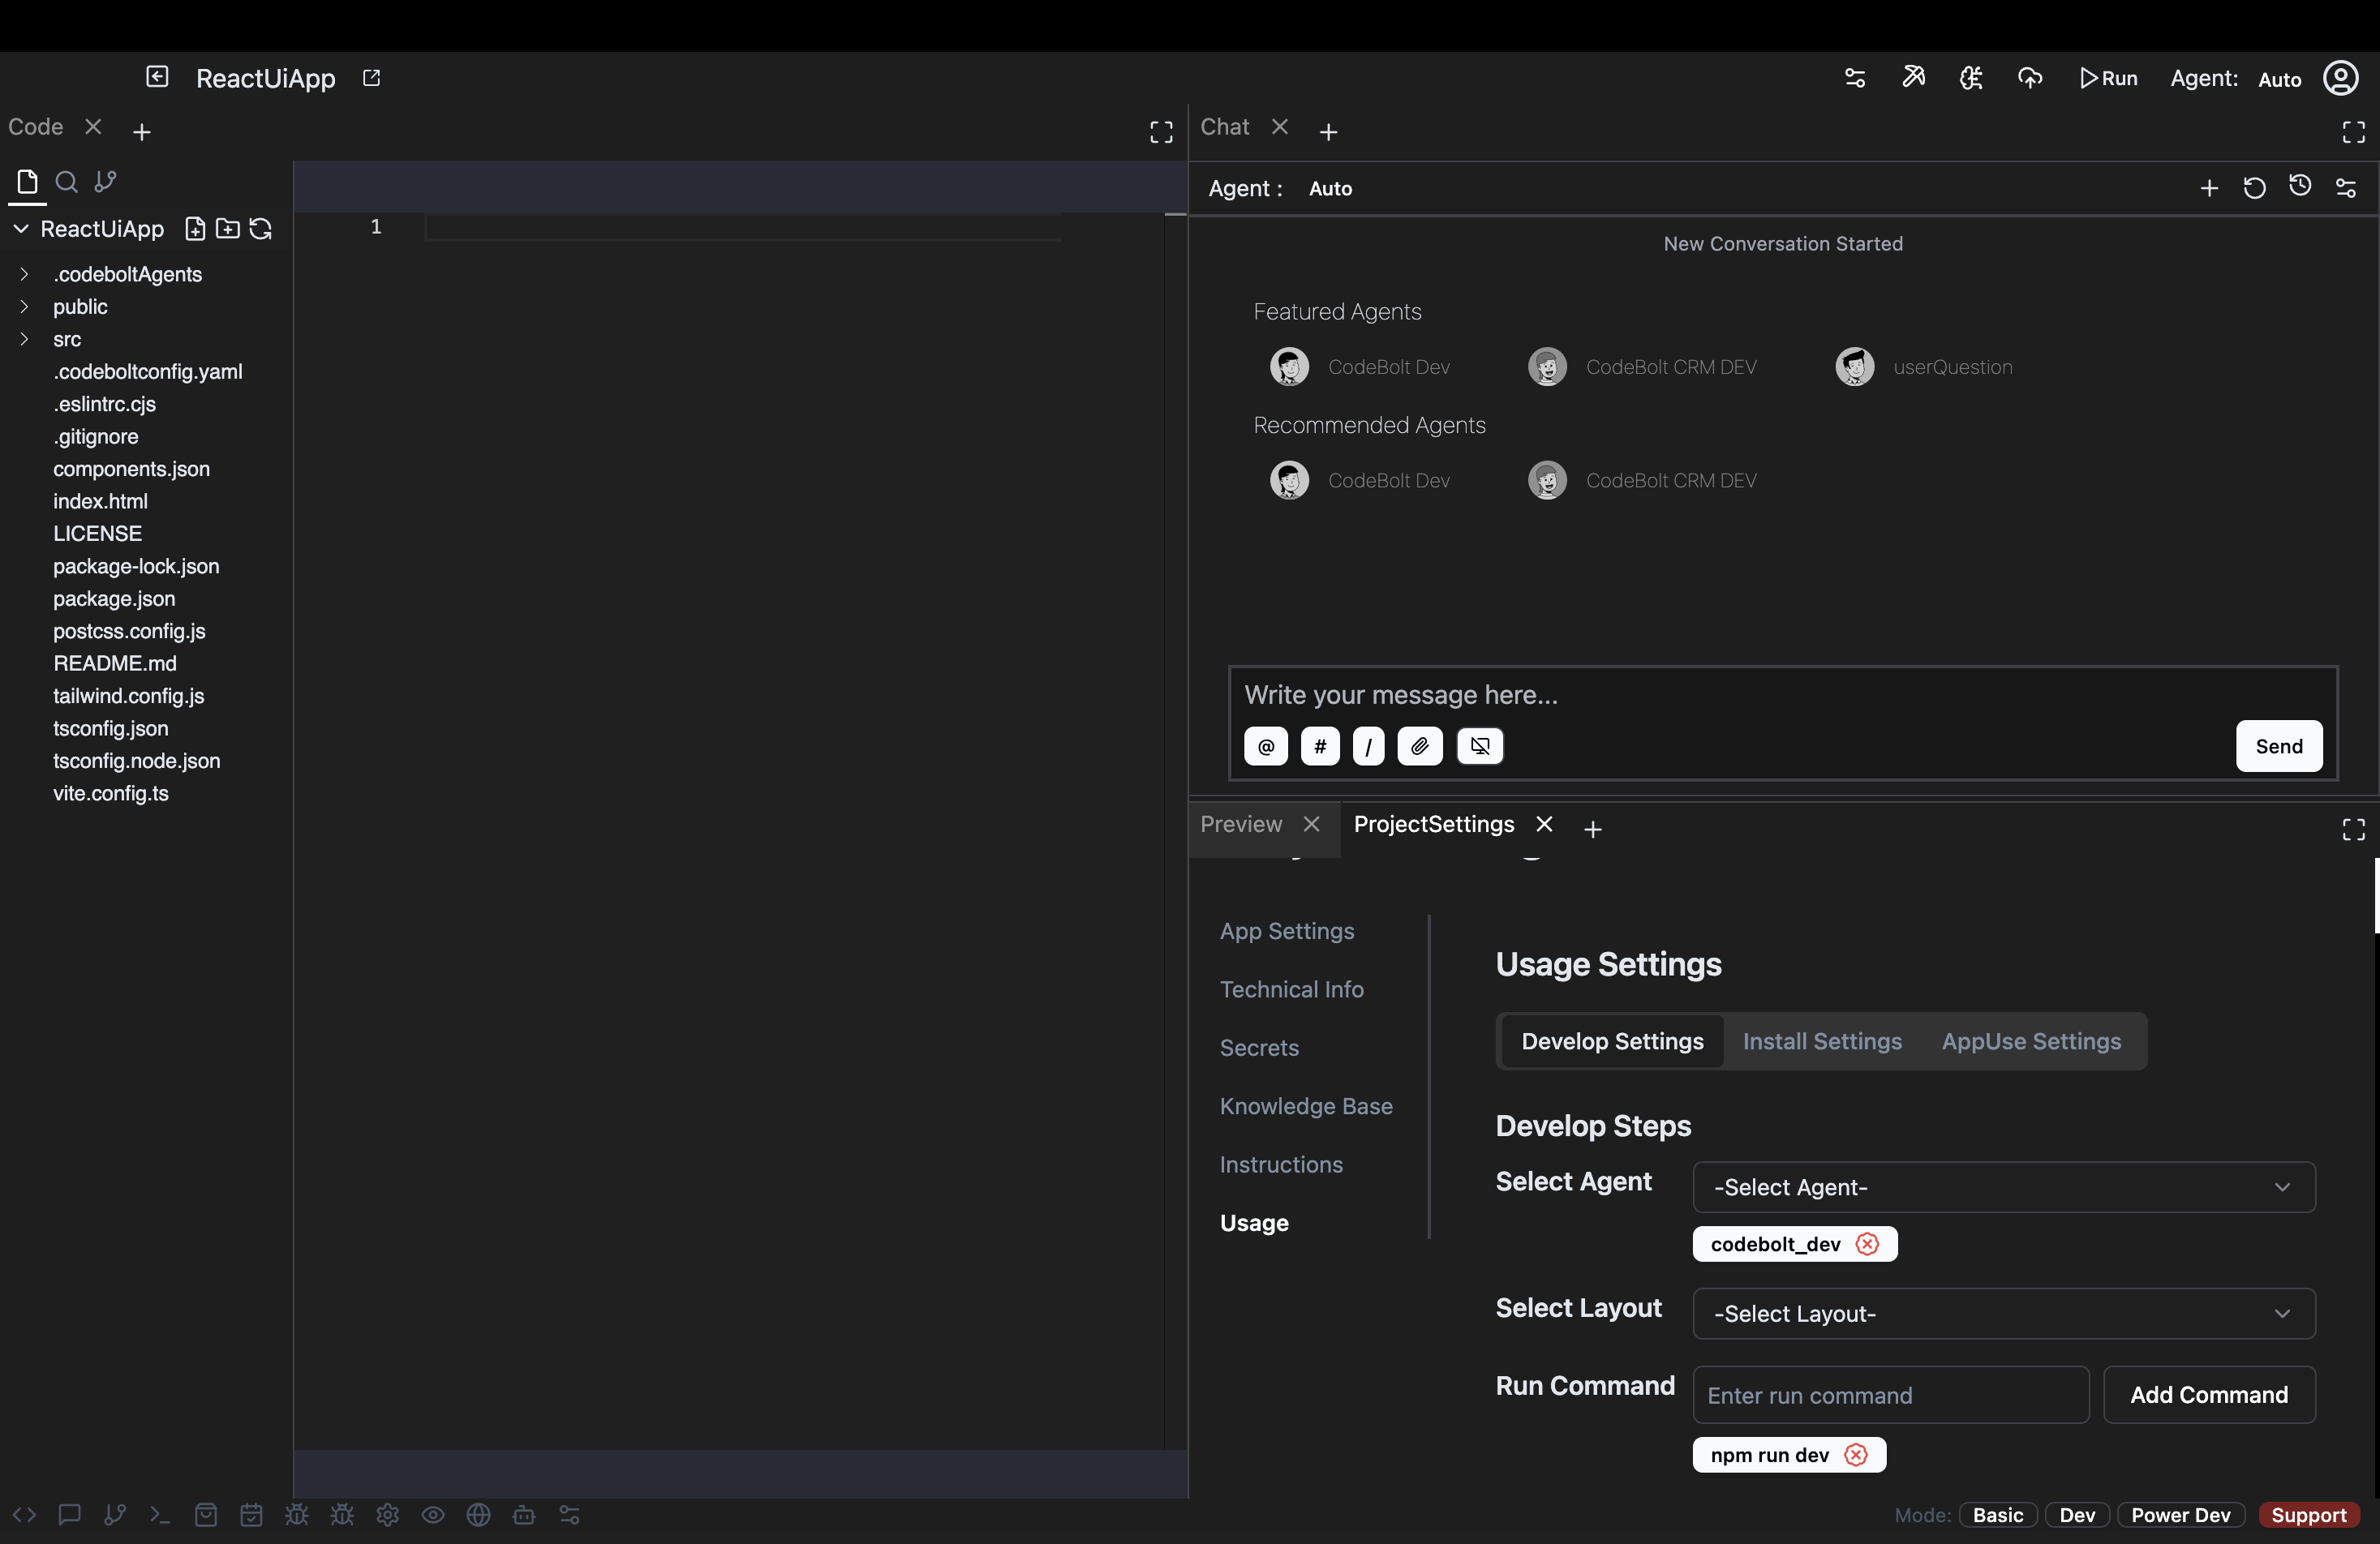 ReactUiApp
Run
Agent: Auto
Code
ReactUiApp
.codeboltAgents
public
src
.codeboltconfig.yaml
.eslintrc.cjs
.gitignore
components.json
index.html
LICENSE
package-lock.json
package.json
postcss.config.js
README.md
tailwind.config.js
tsconfig.json
tsconfig.node.json
vite.config.ts
1
Chat
Agent : Auto
New Conversation Started
Featured Agents
CodeBolt Dev CodeBolt CRM DEV userQuestion
Recommended Agents
CodeBolt Dev CodeBolt CRM DEV
Write your message here...
@ # /
Send
Preview ProjectSettings
App Settings
Technical Info
Secrets
Knowledge Base
Instructions
Usage
Usage Settings
Develop Settings Install Settings AppUse Settings
Develop Steps
Select Agent -Select Agent-
codebolt_dev
Select Layout -Select Layout-
Run Command Enter run command Add Command
npm run dev
Mode: Basic Dev Power Dev Support